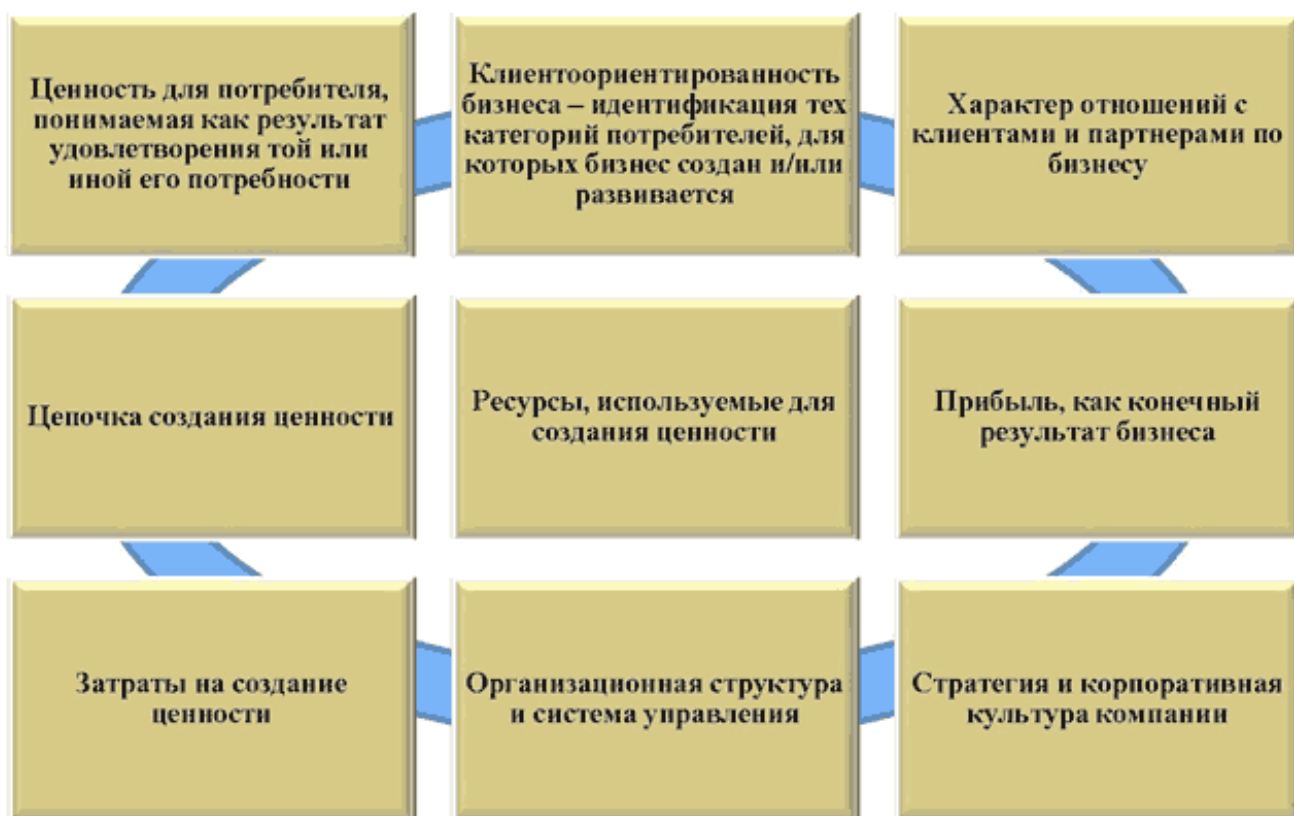 Ценность для потребителя,
понимаемая как результат
удовлетворения той или
иной его потребности
Клиентоориентированность
бизнеса – идентификация тех
категорий потребителей, для
которых бизнес создан и/или
развивается
Характер отношений с
клиентами и партнерами по
бизнесу
Цепочка создания ценности
Ресурсы, используемые для
создания ценности
Прибыль, как конечный
результат бизнеса
Затраты на создание
ценности
Организационная структура
и система управления
Стратегия и корпоративная
культура компании